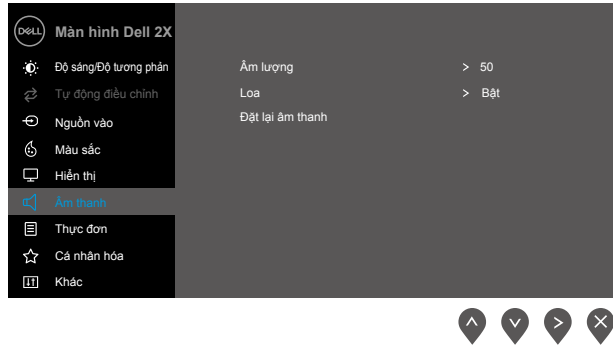 DELL Màn hình Dell 2X
Độ sáng/Độ tương phản
Tự động điều chỉnh
Nguồn vào
Màu sắc
Hiển thị
Âm thanh
Thực đơn
Cá nhân hóa
Khác
Âm lượng > 50
Loa > Bật
Đặt lại âm thanh